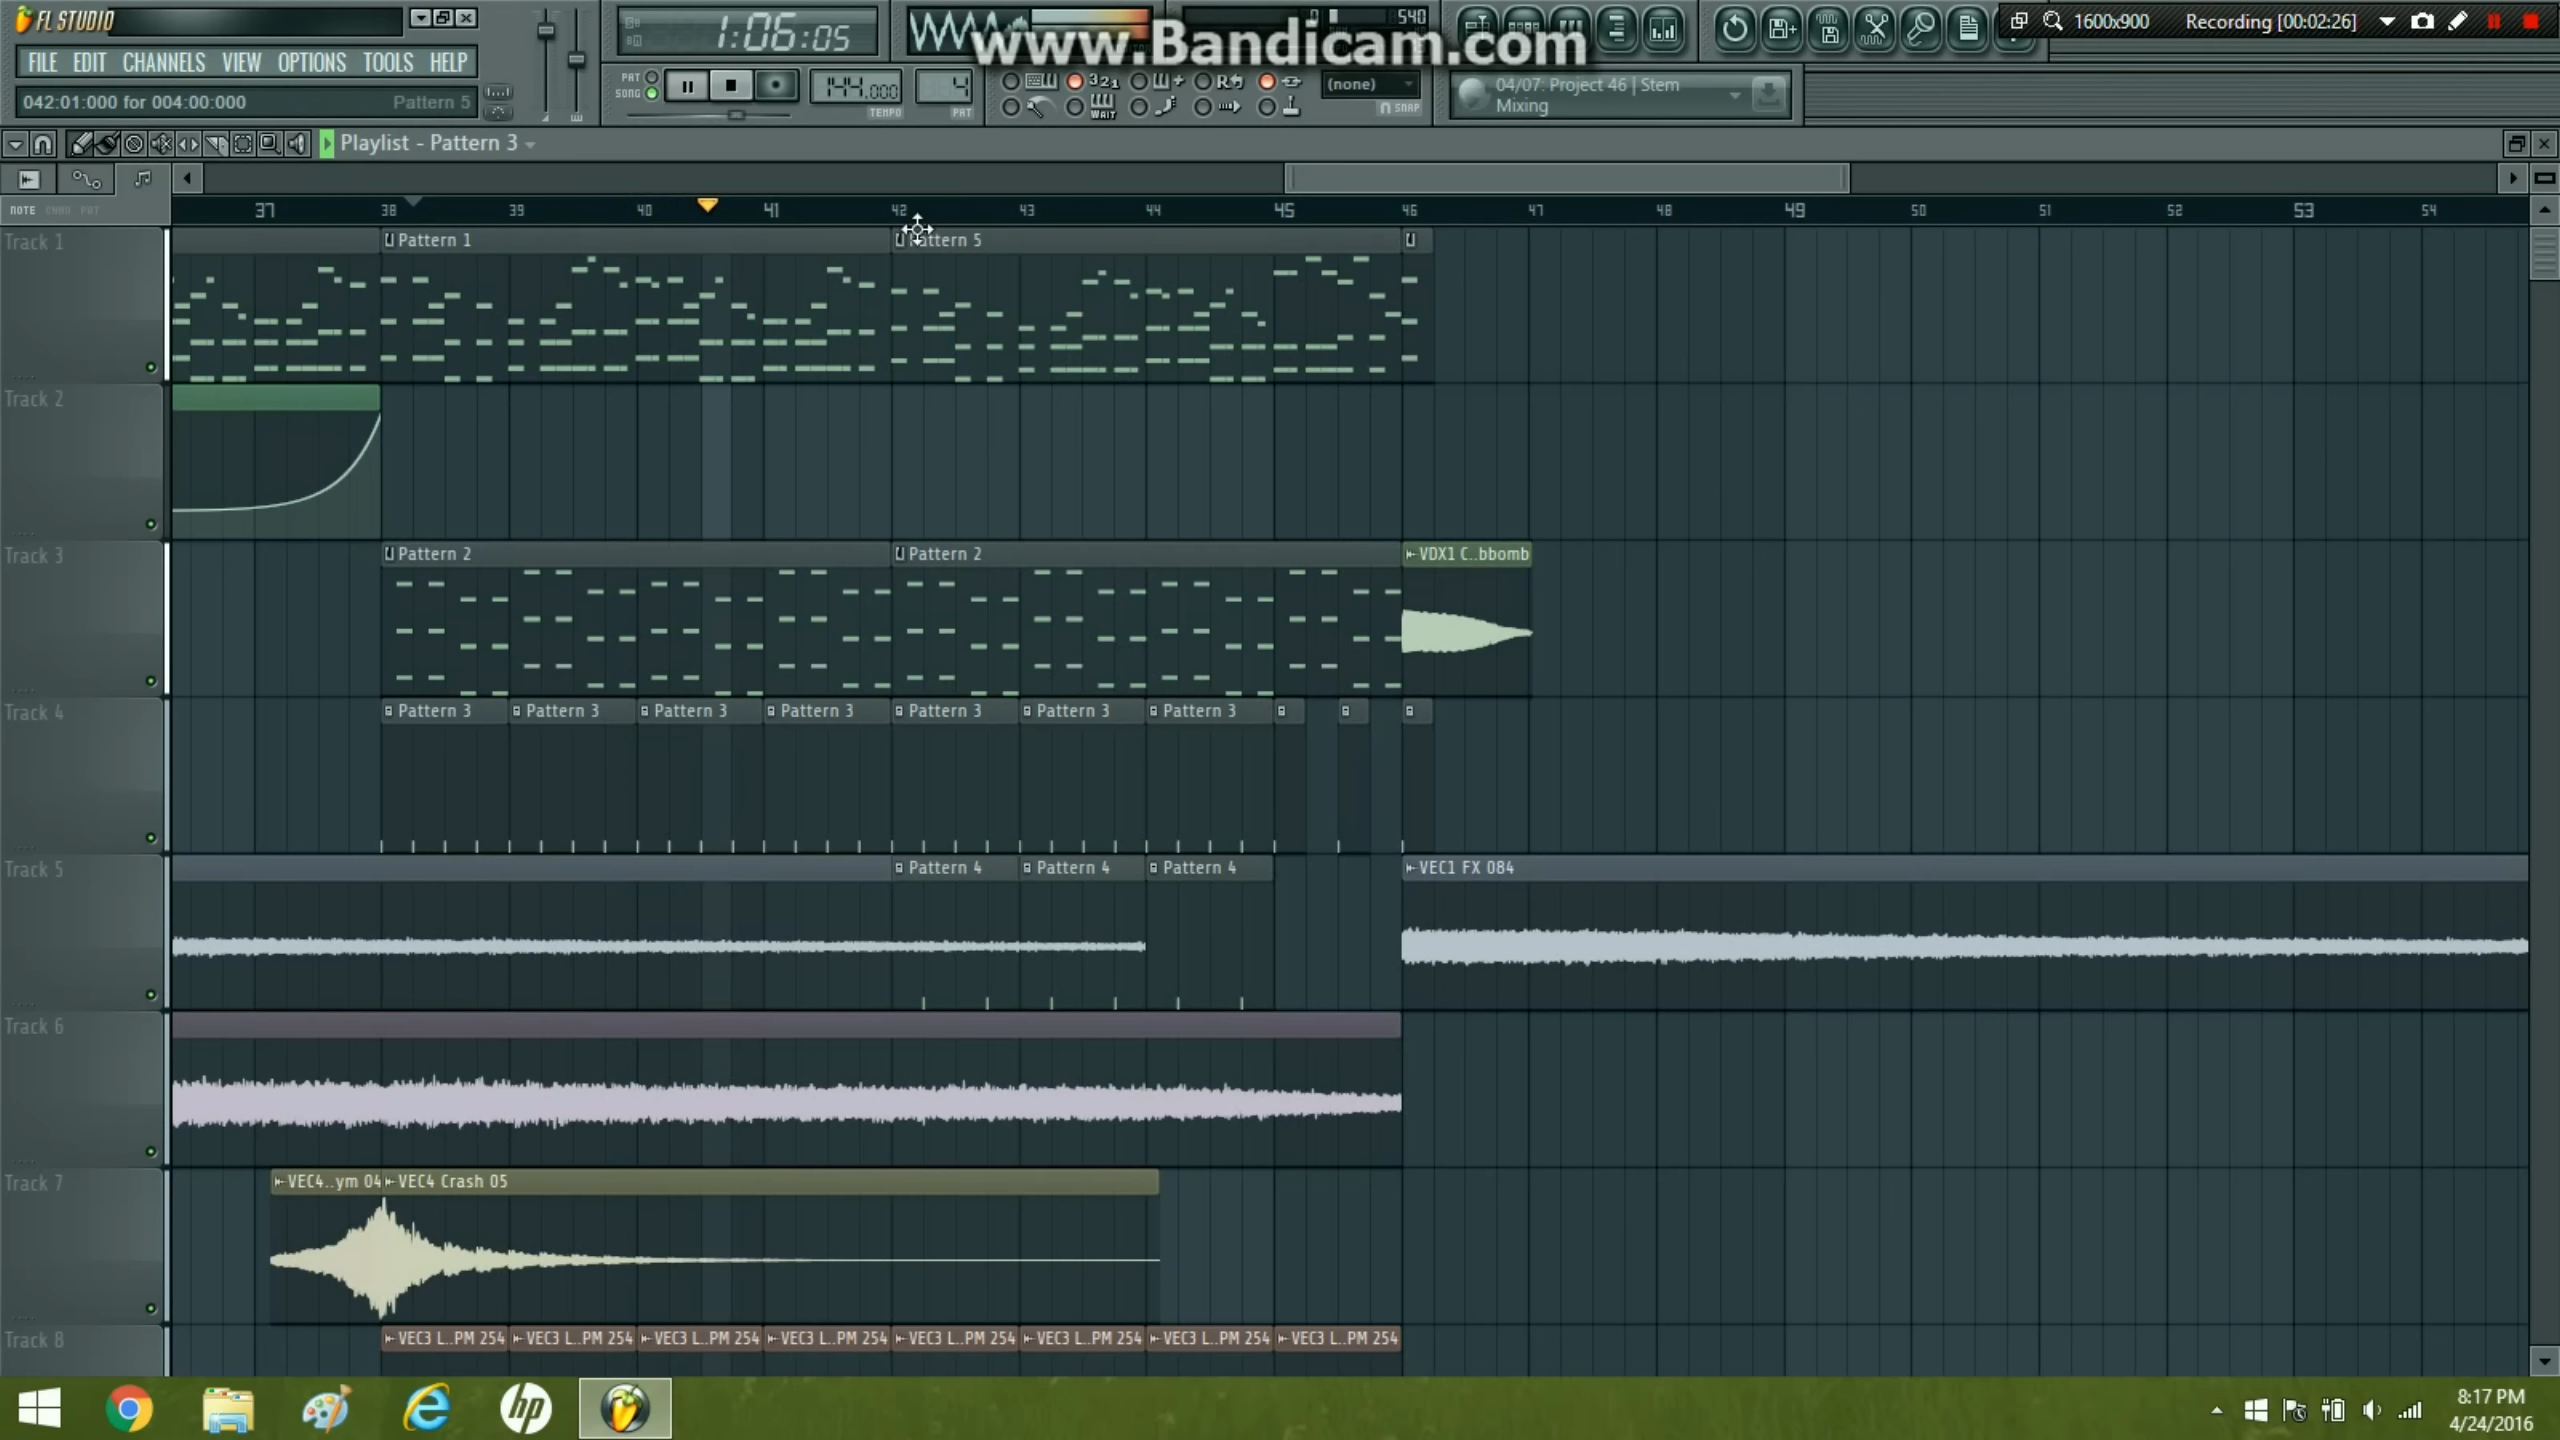 FL STUDIO
FILE EDIT CHANNELS VIEW OPTIONS TOOLS HELP
042:01:000 for 004:00:000 Pattern 5
1:06:05
PAT
SONG
144.000
TEMPO
4
PAT
540
www.Bandicam.com
321
WAIT
(none)
SNAP
04/07: Project 46 | Stem
Mixing
1600x900 Recording [00:02:26]
Playlist - Pattern 3
NOTE CHAN PAT
37 38 39 40 41 42 43 44 45 46 47 48 49 50 51 52 53 54
Track 1
Pattern 1
attern 5
Track 2
Track 3
Pattern 2
Pattern 2
VDX1 C..bbomb
Track 4
Pattern 3
Pattern 3
Pattern 3
Pattern 3
Pattern 3
Pattern 3
Pattern 3
Track 5
Pattern 4
Pattern 4
Pattern 4
VEC1 FX 084
Track 6
Track 7
VEC4..ym 04
VEC4 Crash 05
Track 8
VEC3 L..PM 254
VEC3 L..PM 254
VEC3 L..PM 254
VEC3 L..PM 254
VEC3 L..PM 254
VEC3 L..PM 254
VEC3 L..PM 254
VEC3 L..PM 254
hp
8:17 PM
4/24/2016